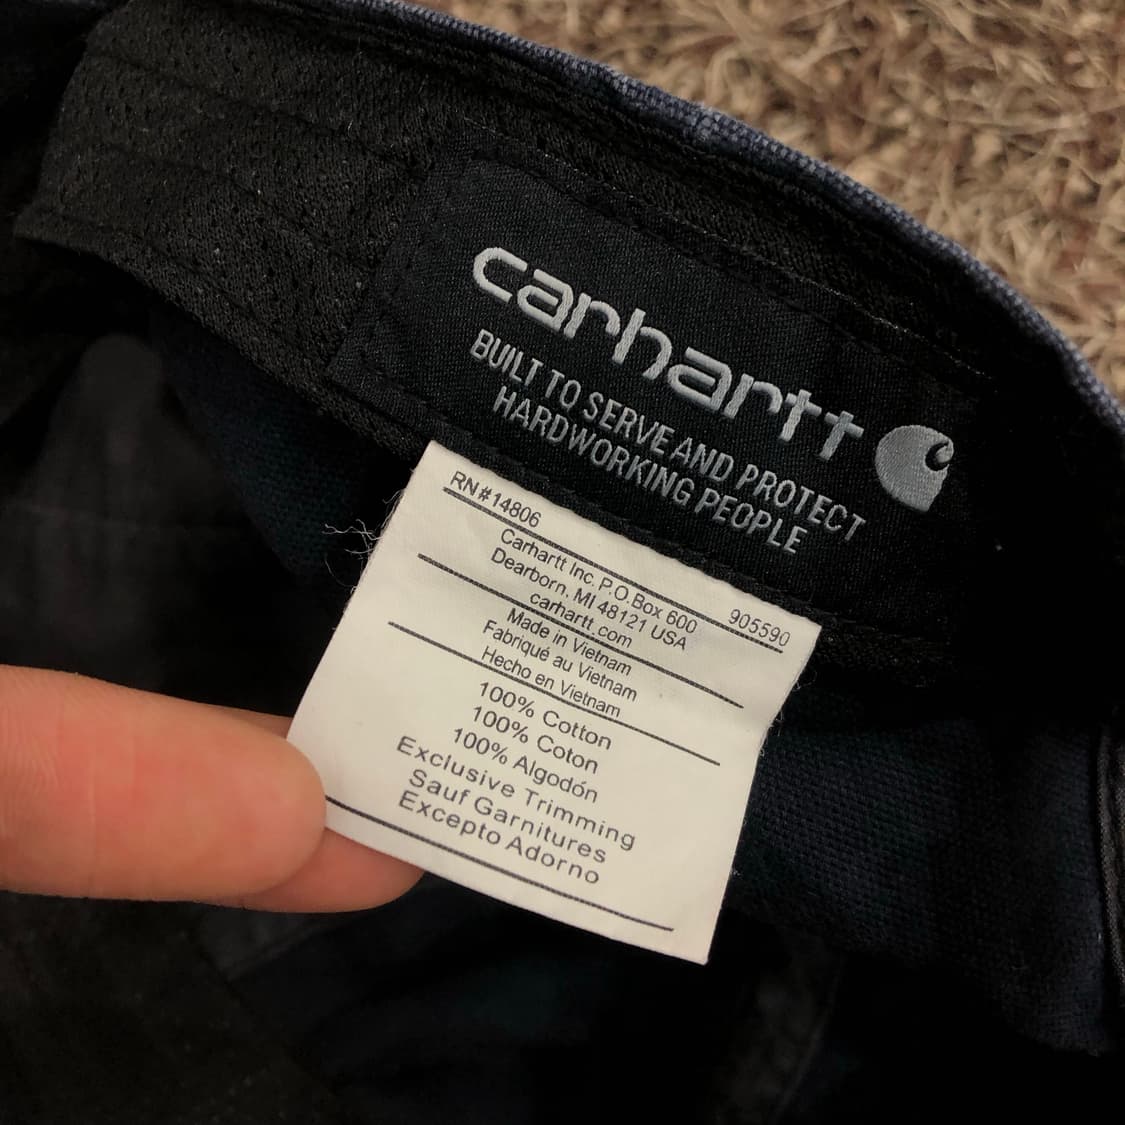 carhartt
BUILT TO SERVE AND PROTECT
HARDWORKING PEOPLE
RN#14806
905590
Carhartt Inc. P.O.Box 600
Dearborn, MI 48121 USA
carhartt.com
Made in Vietnam
Fabriqué au Vietnam
Hecho en Vietnam
100% Cotton
100% Coton
100% Algodón
Exclusive Trimming
Sauf Garnitures
Excepto Adorno